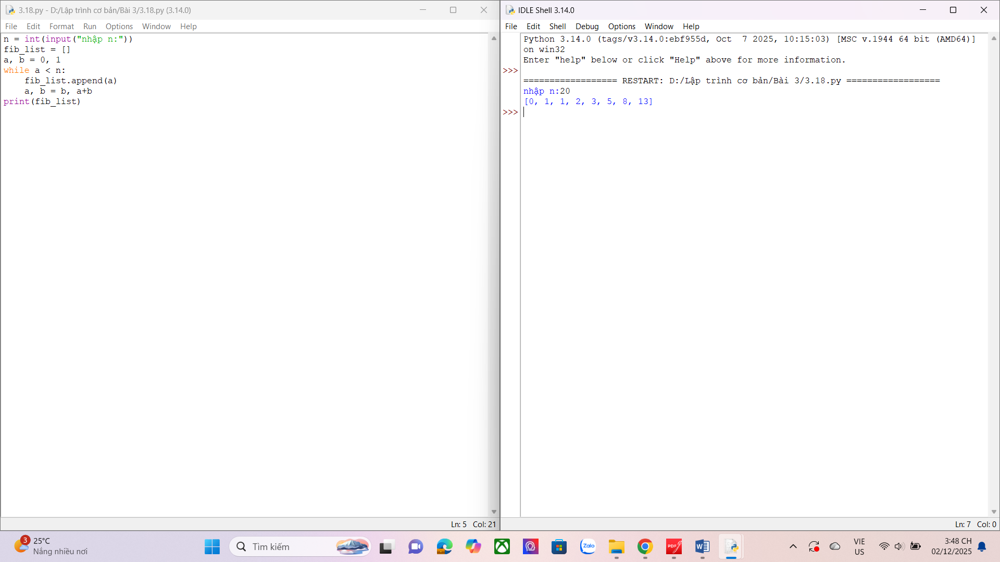 3.18.py - D:/Lập trình cơ bản/Bài 3/3.18.py (3.14.0)
File Edit Format Run Options Window Help
n = int(input("nhập n:"))
fib_list = []
a, b = 0, 1
while a < n:
    fib_list.append(a)
    a, b = b, a+b
print(fib_list)
Ln: 5 Col: 21
IDLE Shell 3.14.0
File Edit Shell Debug Options Window Help
Python 3.14.0 (tags/v3.14.0:ebf955d, Oct  7 2025, 10:15:03) [MSC v.1944 64 bit (AMD64)]
on win32
Enter "help" below or click "Help" above for more information.
>>>
================== RESTART: D:/Lập trình cơ bản/Bài 3/3.18.py ==================
nhập n:20
[0, 1, 1, 2, 3, 5, 8, 13]
>>>
Ln: 7 Col: 0
3
25°C
Nắng nhiều nơi
Tìm kiếm
Zalo
PDF
W
VIE
US
3:48 CH
02/12/2025